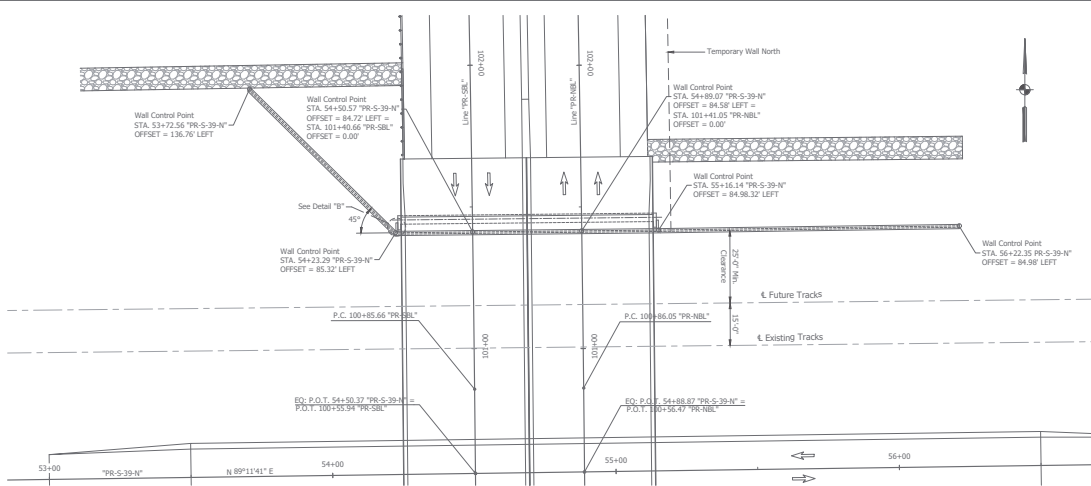 102+00
102+00
Temporary Wall North
Line "PR-SBL"
Line "PR-NBL"
Wall Control Point
STA. 53+72.56 "PR-S-39-N"
OFFSET = 136.76' LEFT
Wall Control Point
STA. 54+50.57 "PR-S-39-N"
OFFSET = 84.72' LEFT =
STA. 101+40.66 "PR-SBL"
OFFSET = 0.00'
Wall Control Point
STA. 54+89.07 "PR-S-39-N"
OFFSET = 84.58' LEFT =
STA. 101+41.05 "PR-NBL"
OFFSET = 0.00'
Wall Control Point
STA. 55+16.14 "PR-S-39-N"
OFFSET = 84.98.32' LEFT
See Detail "B"
45°
Wall Control Point
STA. 54+23.29 "PR-S-39-N"
OFFSET = 85.32' LEFT
Wall Control Point
STA. 56+22.35 PR-S-39-N"
OFFSET = 84.98' LEFT
25'-0" Min.
Clearance
℄ Future Tracks
15'-0"
℄ Existing Tracks
P.C. 100+85.66 "PR-SBL"
P.C. 100+86.05 "PR-NBL"
101+00
101+00
EQ: P.O.T. 54+50.37 "PR-S-39-N" =
P.O.T. 100+55.94 "PR-SBL"
EQ: P.O.T. 54+88.87 "PR-S-39-N" =
P.O.T. 100+56.47 "PR-NBL"
53+00
"PR-S-39-N"
N 89°11'41" E
54+00
55+00
56+00